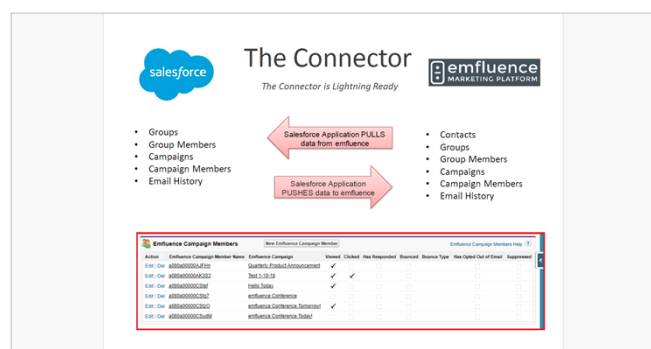 salesforce
The Connector
The Connector is Lightning Ready
emfluence
MARKETING PLATFORM
• Groups
• Group Members
• Campaigns
• Campaign Members
• Email History
Salesforce Application PULLS
data from emfluence
Salesforce Application
PUSHES data to emfluence
• Contacts
• Groups
• Group Members
• Campaigns
• Campaign Members
• Email History
Emfluence Campaign Members
New Emfluence Campaign Member
Emfluence Campaign Members Help
Action Emfluence Campaign Member Name Emfluence Campaign Viewed Clicked Has Responded Bounced Bounce Type Has Opted Out of Email Suppressed
Edit | Del Quarterly Product Announcement
Edit | Del Test 1-10-18
Edit | Del Hello Today
Edit | Del emfluence Conference
Edit | Del emfluence Conference Tomorrow!
Edit | Del emfluence Conference Today!